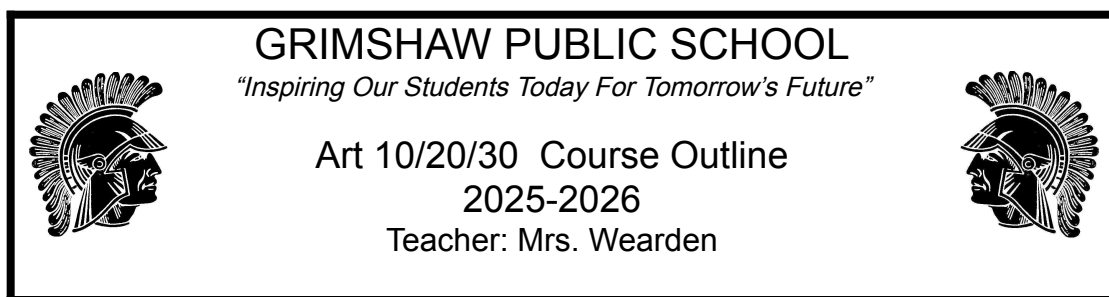 GRIMSHAW PUBLIC SCHOOL
“Inspiring Our Students Today For Tomorrow’s Future”
Art 10/20/30 Course Outline
2025-2026
Teacher: Mrs. Wearden